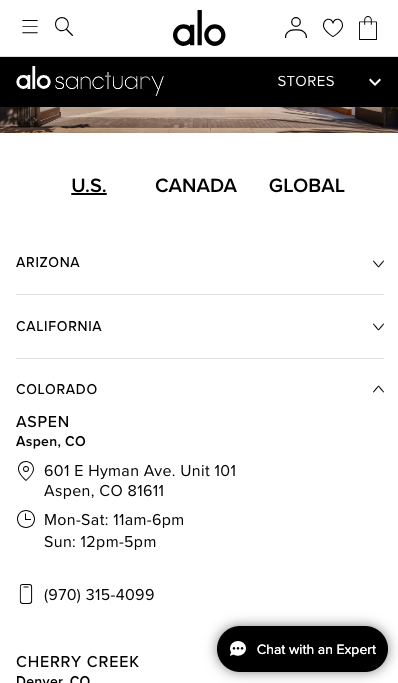 alo
alo sanctuary
STORES
U.S. CANADA GLOBAL
ARIZONA
CALIFORNIA
COLORADO
ASPEN
Aspen, CO
601 E Hyman Ave. Unit 101
Aspen, CO 81611
Mon-Sat: 11am-6pm
Sun: 12pm-5pm
(970) 315-4099
Chat with an Expert
CHERRY CREEK
Denver, CO